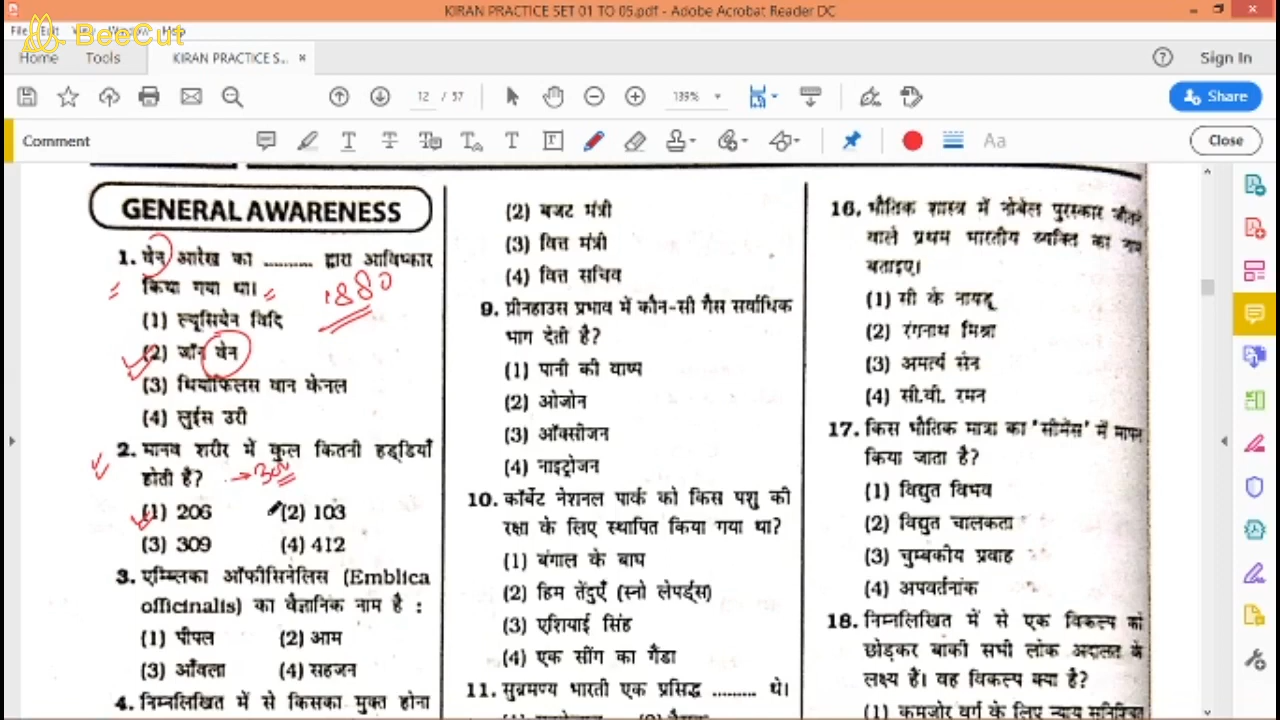 KIRAN PRACTICE SET 01 TO 05.pdf - Adobe Acrobat Reader DC
File Edit View Window Help
BeeCut
Home Tools KIRAN PRACTICE S... × Sign In
12 / 57 139% Share
Comment Close
GENERAL AWARENESS
1. वेन आरेख का .......... द्वारा आविष्कार
किया गया था।
1880
(1) ल्यूसियेन विदि
(2) जॉन वेन
(3) थियोफिलस वान केनल
(4) लुईस उरी
2. मानव शरीर में कुल कितनी हड्डियाँ
होती हैं?
300
(1) 206 (2) 103
(3) 309 (4) 412
3. एम्ब्लिका ऑफीसिनेलिस (Emblica
officinalis) का वैज्ञानिक नाम है :
(1) पीपल (2) आम
(3) आँवला (4) सहजन
4. निम्नलिखित में से किसका मुक्त होना
(2) बजट मंत्री
(3) वित्त मंत्री
(4) वित्त सचिव
9. ग्रीनहाउस प्रभाव में कौन-सी गैस सर्वाधिक
भाग देती है?
(1) पानी की वाष्प
(2) ओजोन
(3) ऑक्सीजन
(4) नाइट्रोजन
10. कॉर्बेट नेशनल पार्क को किस पशु की
रक्षा के लिए स्थापित किया गया था?
(1) बंगाल के बाघ
(2) हिम तेंदुएँ (स्नो लेपर्ड्स)
(3) एशियाई सिंह
(4) एक सींग का गैंडा
11. सुब्रमण्य भारती एक प्रसिद्ध ......... थे।
16. भौतिक शास्त्र में नोबेल पुरस्कार जीतने
वाले प्रथम भारतीय व्यक्ति का नाम
बताइए।
(1) सी के नायडू
(2) रंगनाथ मिश्रा
(3) अमर्त्य सेन
(4) सी.वी. रमन
17. किस भौतिक मात्रा का 'सीमेंस' में मापन
किया जाता है?
(1) विद्युत विभव
(2) विद्युत चालकता
(3) चुम्बकीय प्रवाह
(4) अपवर्तनांक
18. निम्नलिखित में से एक विकल्प को
छोड़कर बाकी सभी लोक अदालत के
लक्ष्य हैं। वह विकल्प क्या है?
(1) कमजोर वर्ग के लिए न्याय सुनिश्चित